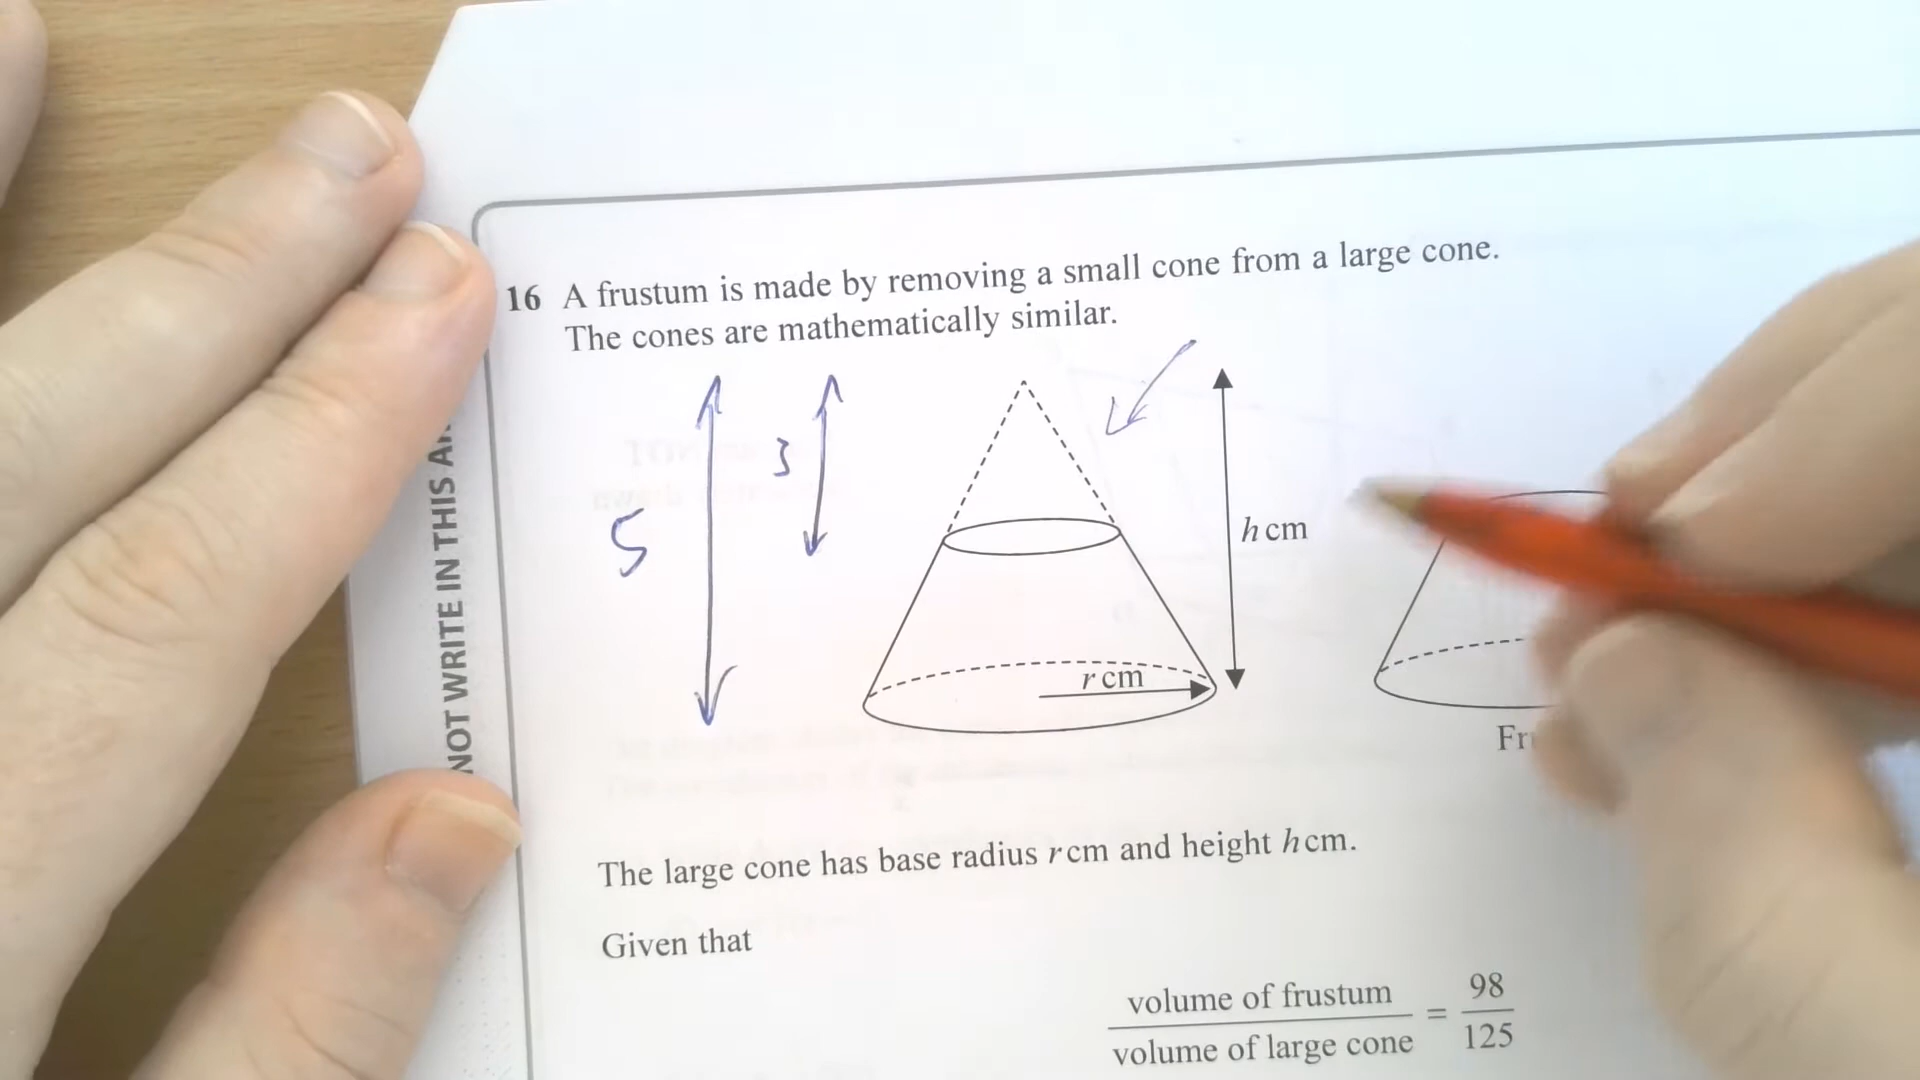 16 A frustum is made by removing a small cone from a large cone.
The cones are mathematically similar.
3
5
h cm
r cm
NOT WRITE IN THIS
The large cone has base radius r cm and height h cm.
Given that
volume of frustum
volume of large cone
=
98
125